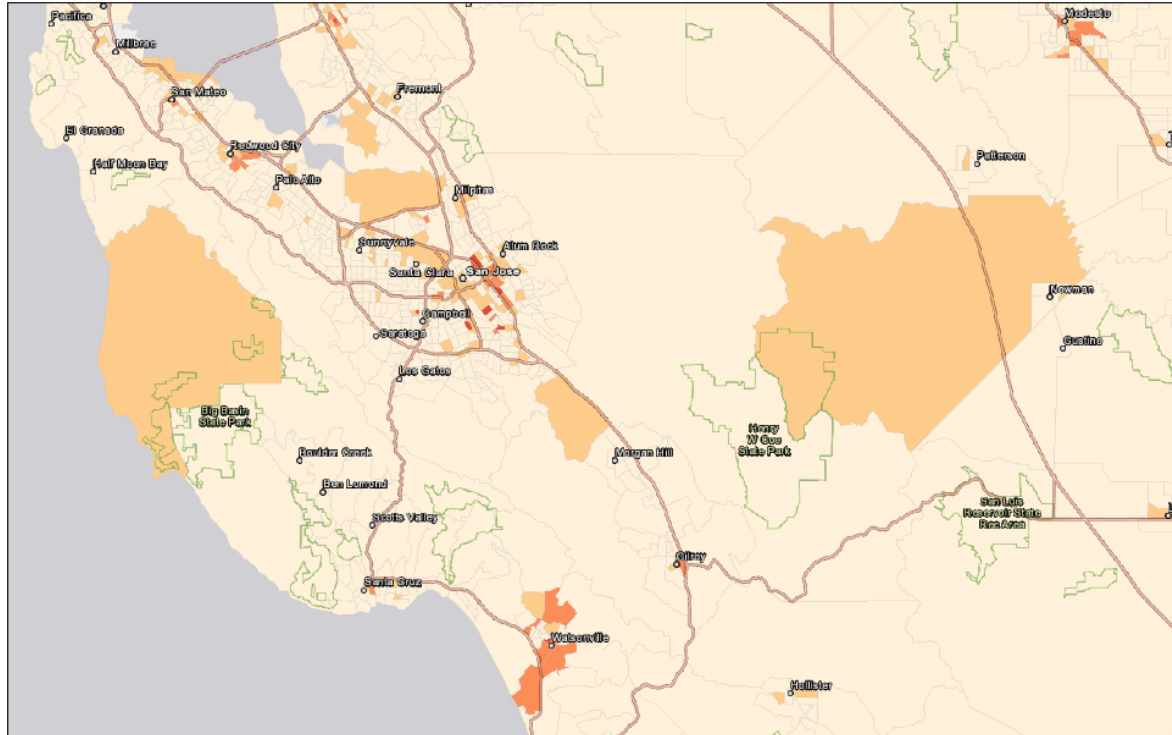 Pacifica
Millbrae
Modesto
San Mateo
Fremont
El Granada
Redwood City
Half Moon Bay
Palo Alto
Patterson
Milpitas
Sunnyvale
Alum Rock
Santa Clara
San Jose
Newman
Campbell
Saratoga
Gustine
Los Gatos
Big Basin
State Park
Henry
W Coe
State Park
Boulder Creek
Morgan Hill
Ben Lomond
San Luis
Reservoir State
Rec Area
Scotts Valley
Gilroy
Santa Cruz
Watsonville
Hollister